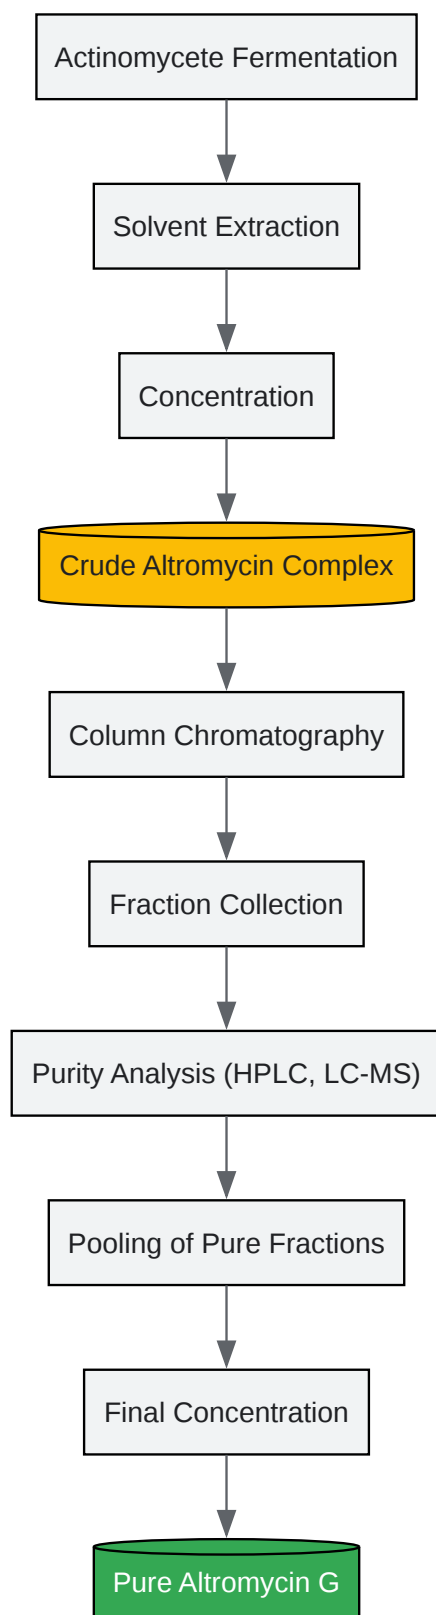 Actinomycete Fermentation
Solvent Extraction
Concentration
Crude Altromycin Complex
Column Chromatography
Fraction Collection
Purity Analysis (HPLC, LC-MS)
Pooling of Pure Fractions
Final Concentration
Pure Altromycin G